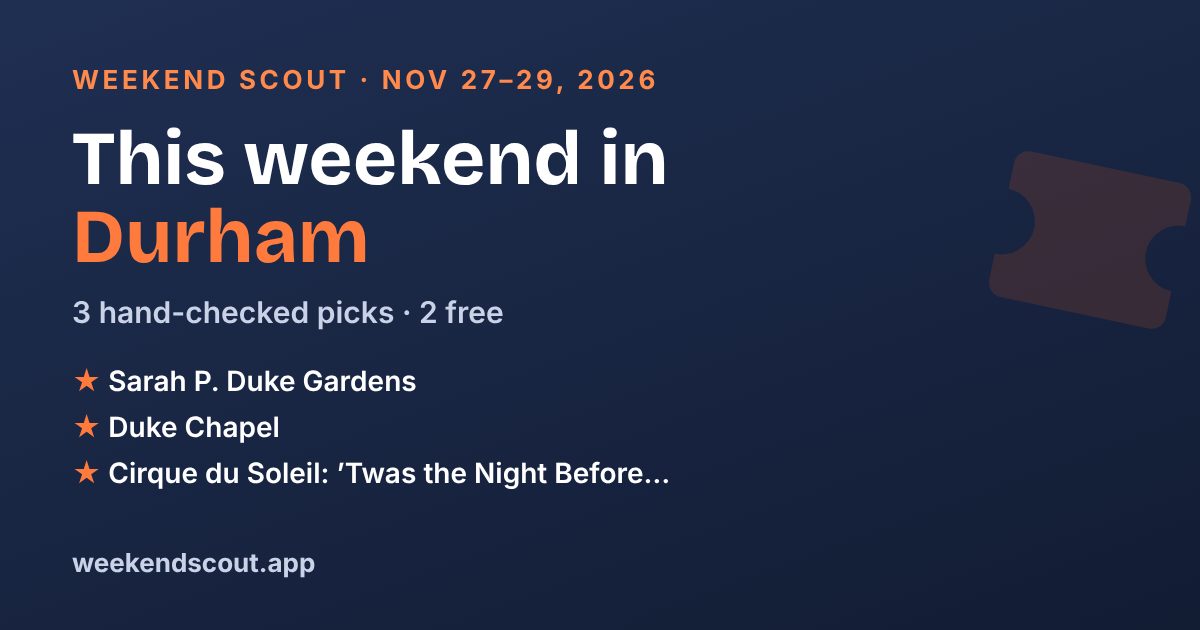 WEEKEND SCOUT · NOV 27–29, 2026
This weekend in
Durham
3 hand-checked picks · 2 free
★ Sarah P. Duke Gardens
★ Duke Chapel
★ Cirque du Soleil: ’Twas the Night Before…
weekendscout.app